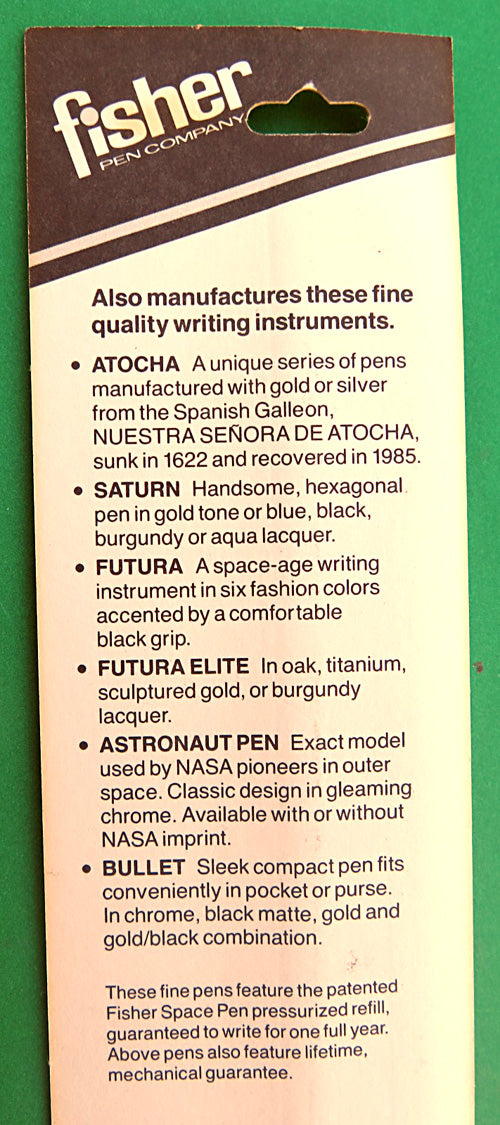 fisher
PEN COMPANY
Also manufactures these fine
quality writing instruments.
• ATOCHA A unique series of pens
manufactured with gold or silver
from the Spanish Galleon,
NUESTRA SEÑORA DE ATOCHA,
sunk in 1622 and recovered in 1985.
• SATURN Handsome, hexagonal
pen in gold tone or blue, black,
burgundy or aqua lacquer.
• FUTURA A space-age writing
instrument in six fashion colors
accented by a comfortable
black grip.
• FUTURA ELITE In oak, titanium,
sculptured gold, or burgundy
lacquer.
• ASTRONAUT PEN Exact model
used by NASA pioneers in outer
space. Classic design in gleaming
chrome. Available with or without
NASA imprint.
• BULLET Sleek compact pen fits
conveniently in pocket or purse.
In chrome, black matte, gold and
gold/black combination.
These fine pens feature the patented
Fisher Space Pen pressurized refill,
guaranteed to write for one full year.
Above pens also feature lifetime,
mechanical guarantee.